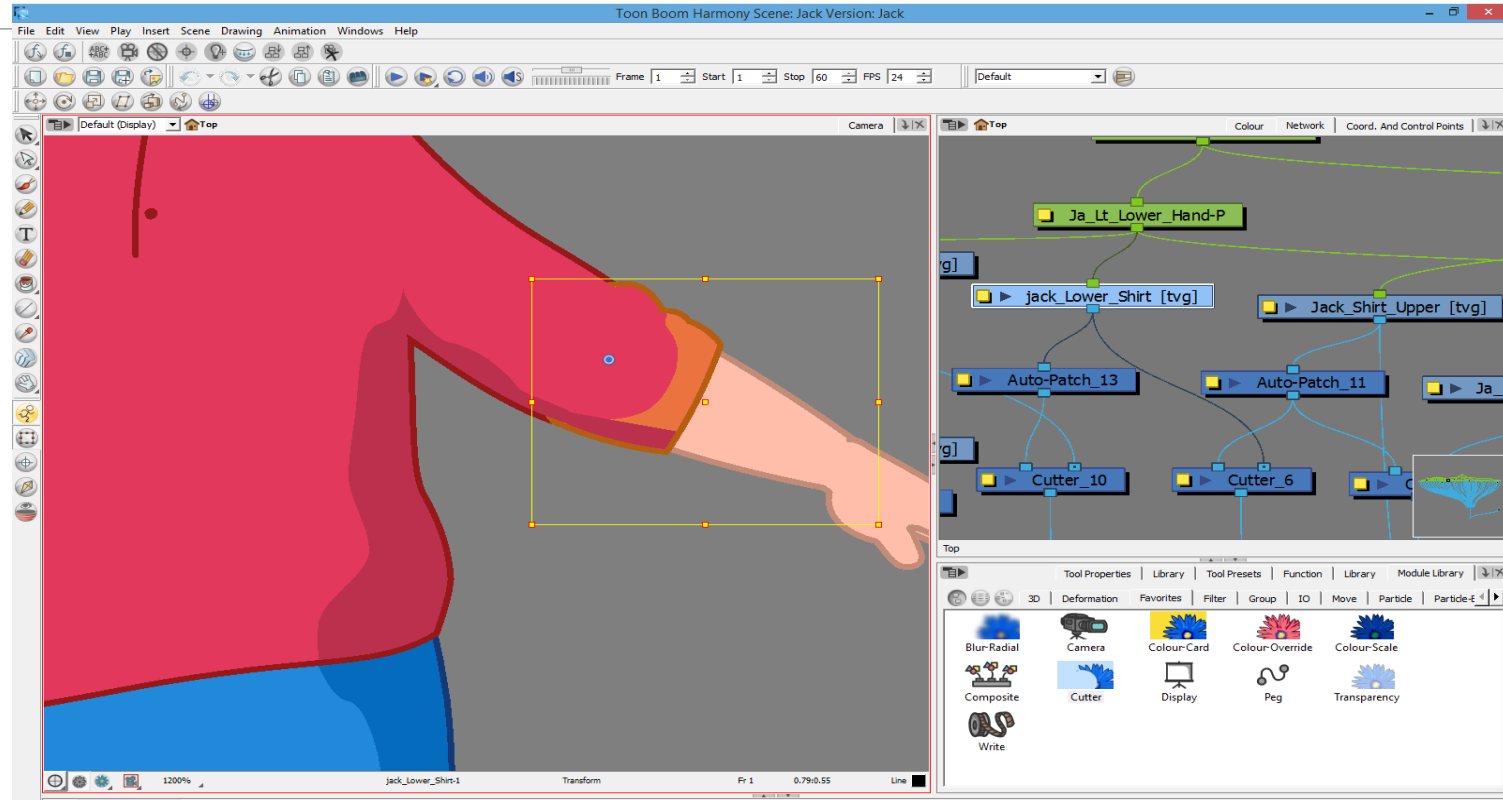 Toon Boom Harmony Scene: Jack Version: Jack
File Edit View Play Insert Scene Drawing Animation Windows Help
ABC+ +ABC
Frame 1 Start 1 Stop 60 FPS 24 Default
Default (Display) Top Camera
Top Colour Network Coord. And Control Points
Ja_Lt_Lower_Hand-P
vg]
jack_Lower_Shirt [tvg]
Jack_Shirt_Upper [tvg]
Auto-Patch_13
Auto-Patch_11
Ja_
vg]
Cutter_10
Cutter_6
C
Top
Tool Properties Library Tool Presets Function Library Module Library
3D Deformation Favorites Filter Group IO Move Particle Particle-E
Blur-Radial Camera Colour-Card Colour-Override Colour-Scale
Composite Cutter Display Peg Transparency
Write
1200% jack_Lower_Shirt-1 Transform Fr 1 0.79:0.55 Line